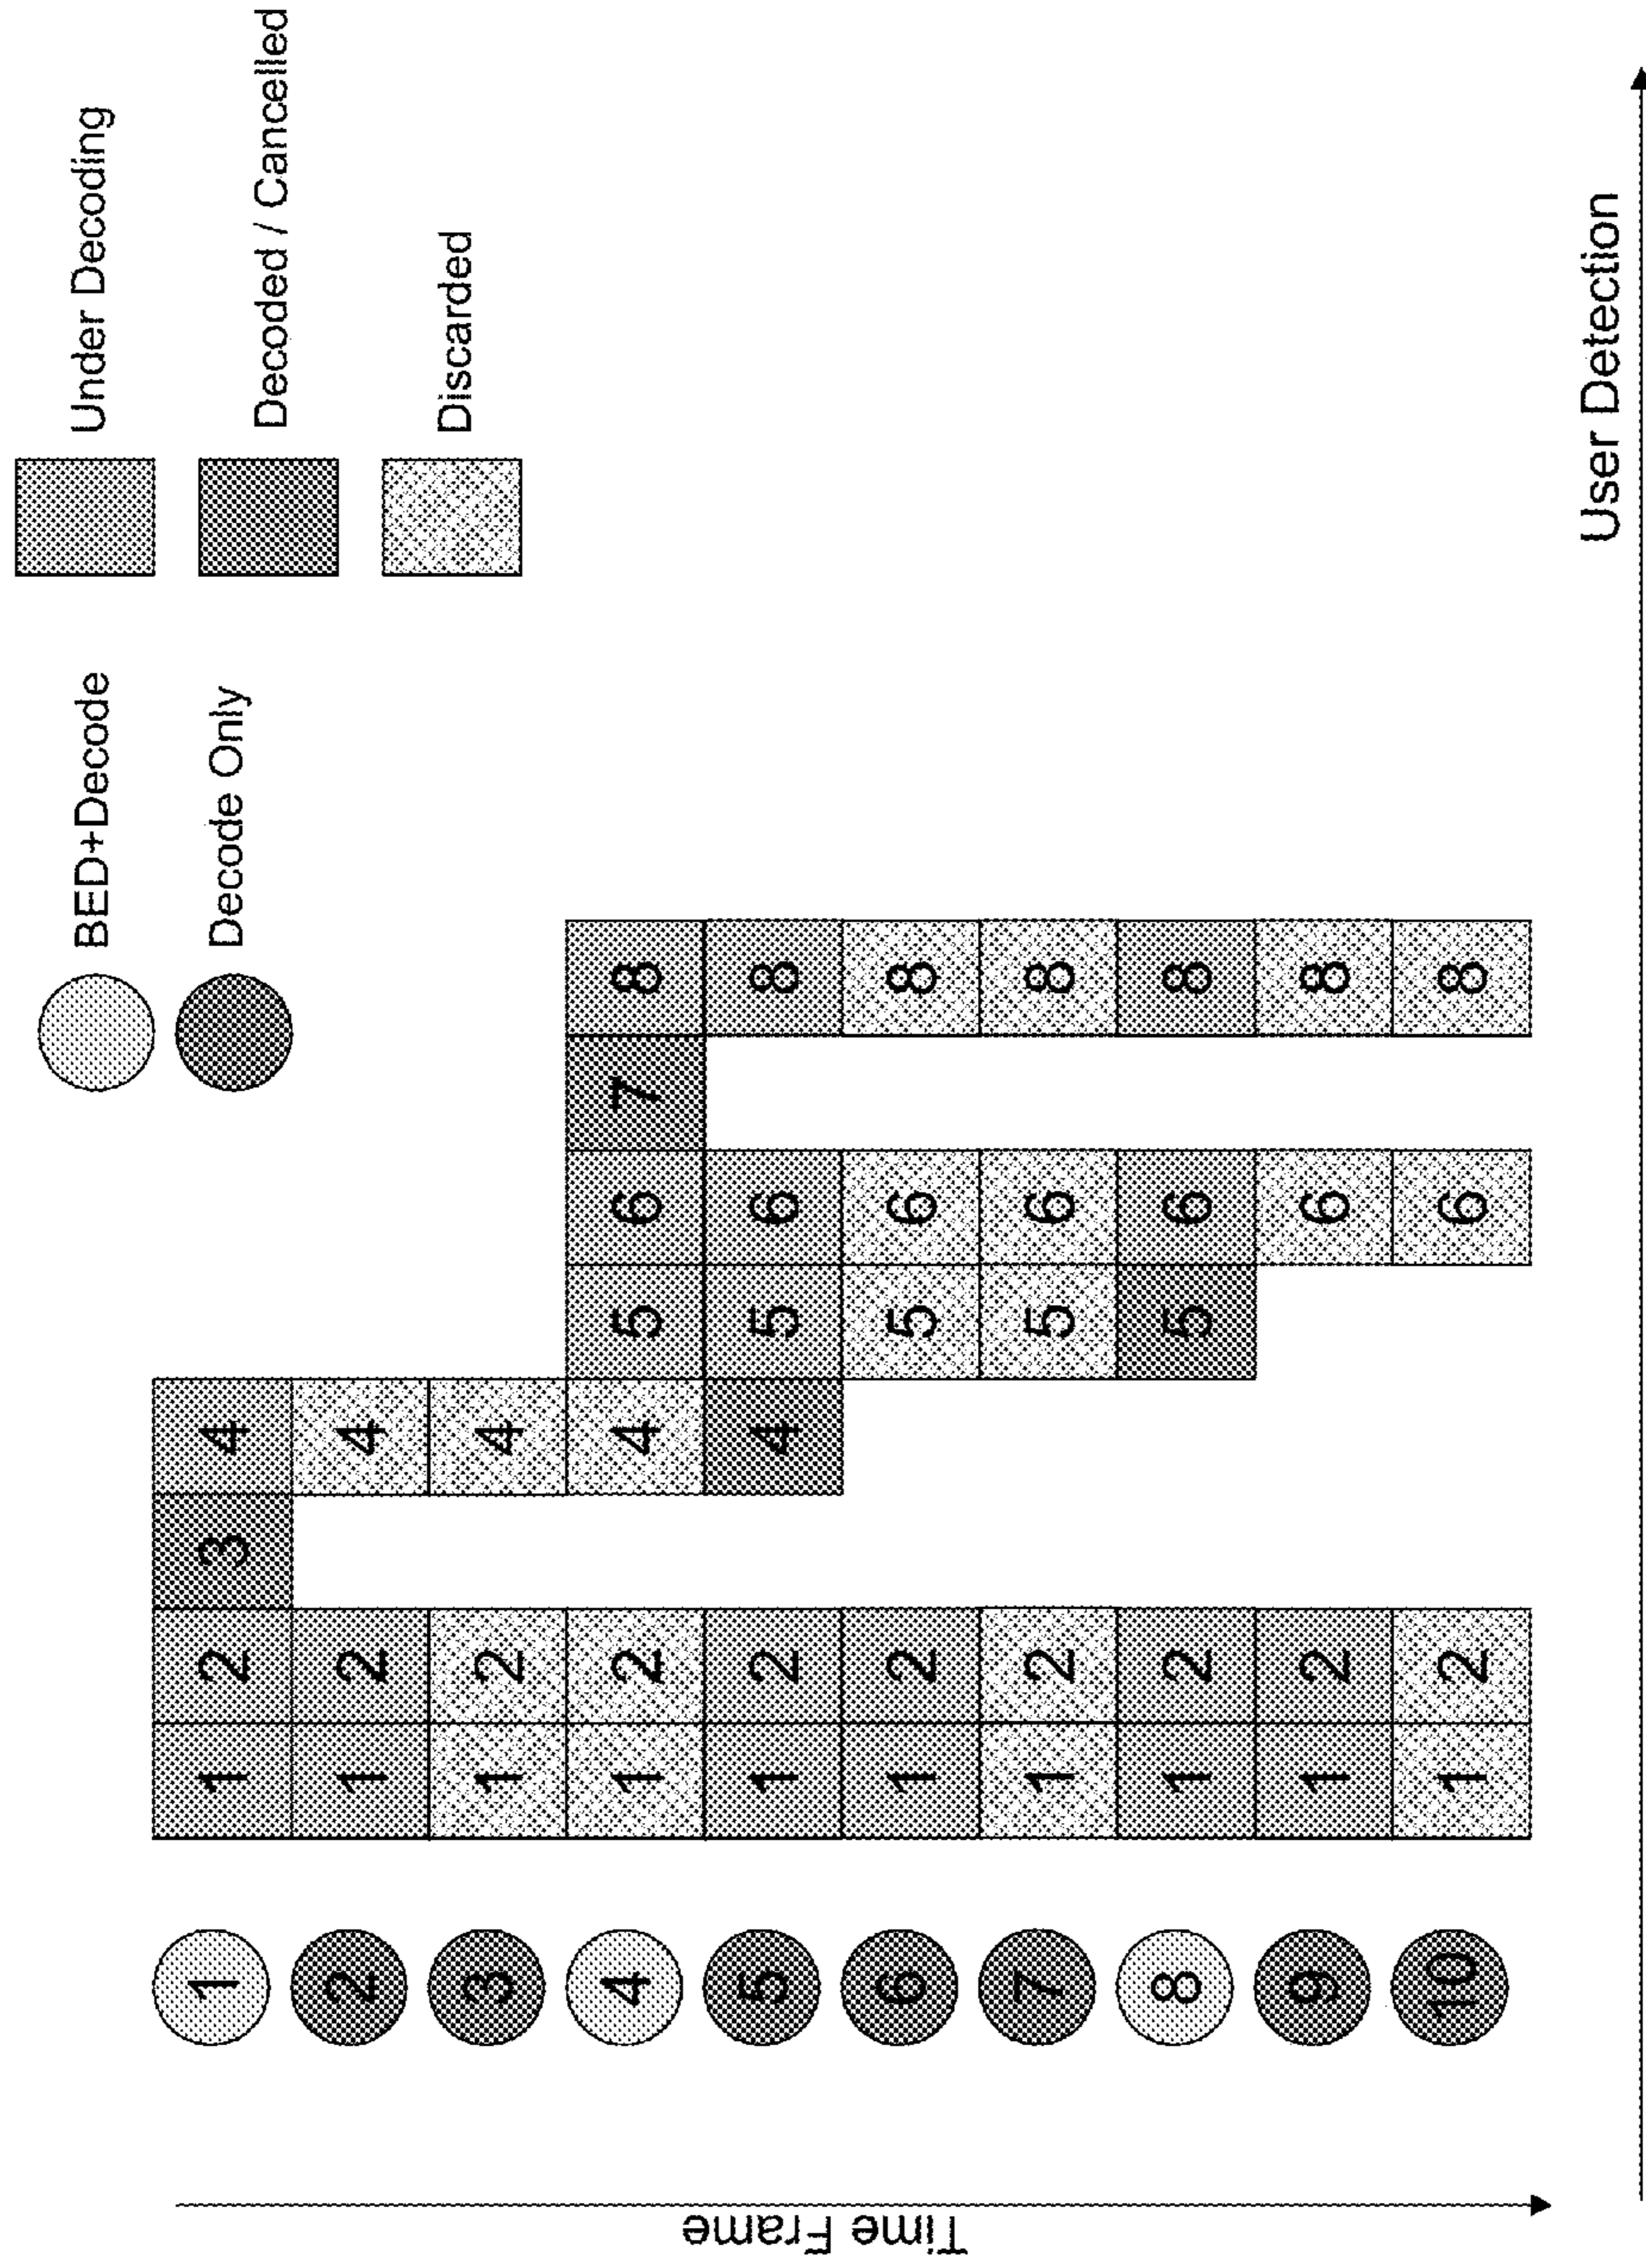 BED+Decode
Decode Only
Under Decoding
Decoded / Cancelled
Discarded
Time Frame
1 1 2 3 4
2 1 2 4
3 1 2 4
4 1 2 4 5 6 7 8
5 1 2 4 5 6 8
6 1 2 5 6 8
7 1 2 5 6 8
8 1 2 5 6 8
9 1 2 6 8
10 1 2 6 8
User Detection